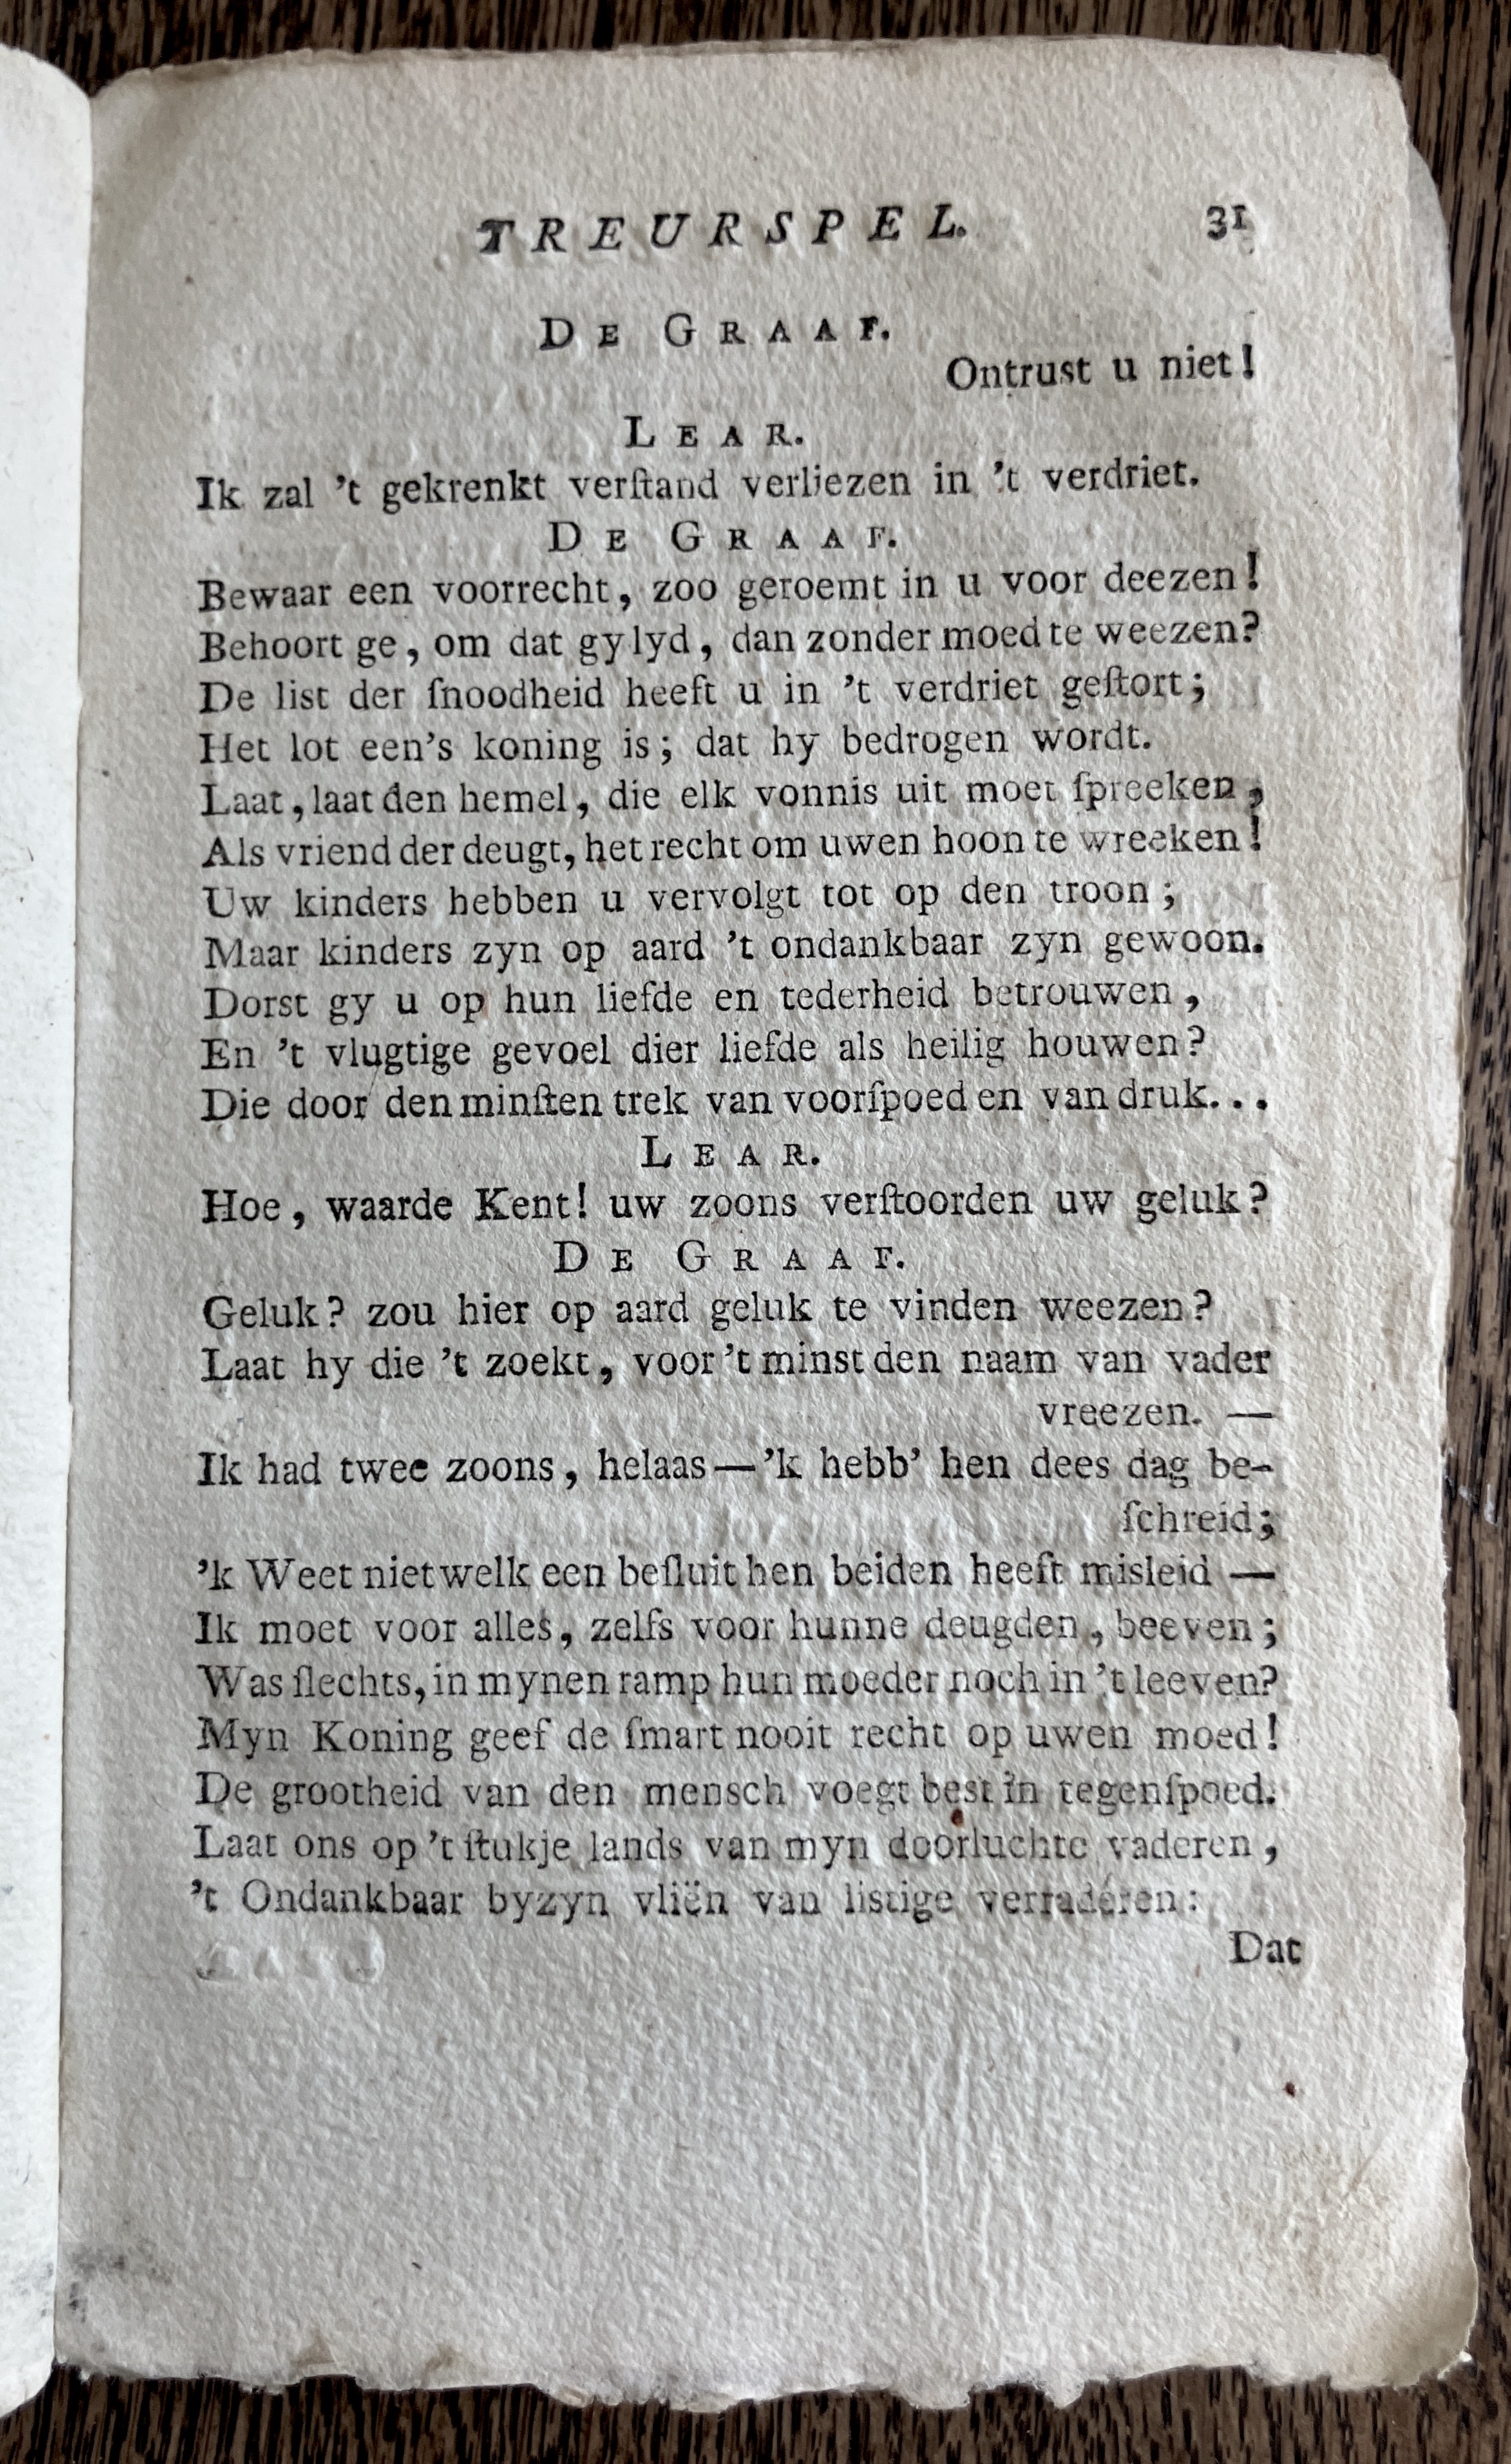 TREURSPEL. 31
DE GRAAF.
Ontrust u niet!
LEAR.
Ik zal 't gekrenkt verſtand verliezen in 't verdriet.
DE GRAAF.
Bewaar een voorrecht, zoo geroemt in u voor deezen!
Behoort ge, om dat gy lyd, dan zonder moed te weezen?
De list der ſnoodheid heeft u in 't verdriet geſtort;
Het lot een's koning is; dat hy bedrogen wordt.
Laat, laat den hemel, die elk vonnis uit moet ſpreeken,
Als vriend der deugt, het recht om uwen hoon te wreeken!
Uw kinders hebben u vervolgt tot op den troon;
Maar kinders zyn op aard 't ondankbaar zyn gewoon.
Dorst gy u op hun liefde en tederheid betrouwen,
En 't vlugtige gevoel dier liefde als heilig houwen?
Die door den minſten trek van voorſpoed en van druk...
LEAR.
Hoe, waarde Kent! uw zoons verſtoorden uw geluk?
DE GRAAF.
Geluk? zou hier op aard geluk te vinden weezen?
Laat hy die 't zoekt, voor 't minst den naam van vader
vreezen. —
Ik had twee zoons, helaas—'k hebb' hen dees dag be-
ſchreid;
'k Weet niet welk een beſluit hen beiden heeft misleid —
Ik moet voor alles, zelfs voor hunne deugden, beeven;
Was ſlechts, in mynen ramp hun moeder noch in 't leeven?
Myn Koning geef de ſmart nooit recht op uwen moed!
De grootheid van den mensch voegt best in tegenſpoed.
Laat ons op 't ſtukje lands van myn doorluchte vaderen,
't Ondankbaar byzyn vliën van listige verraderen:
Dat